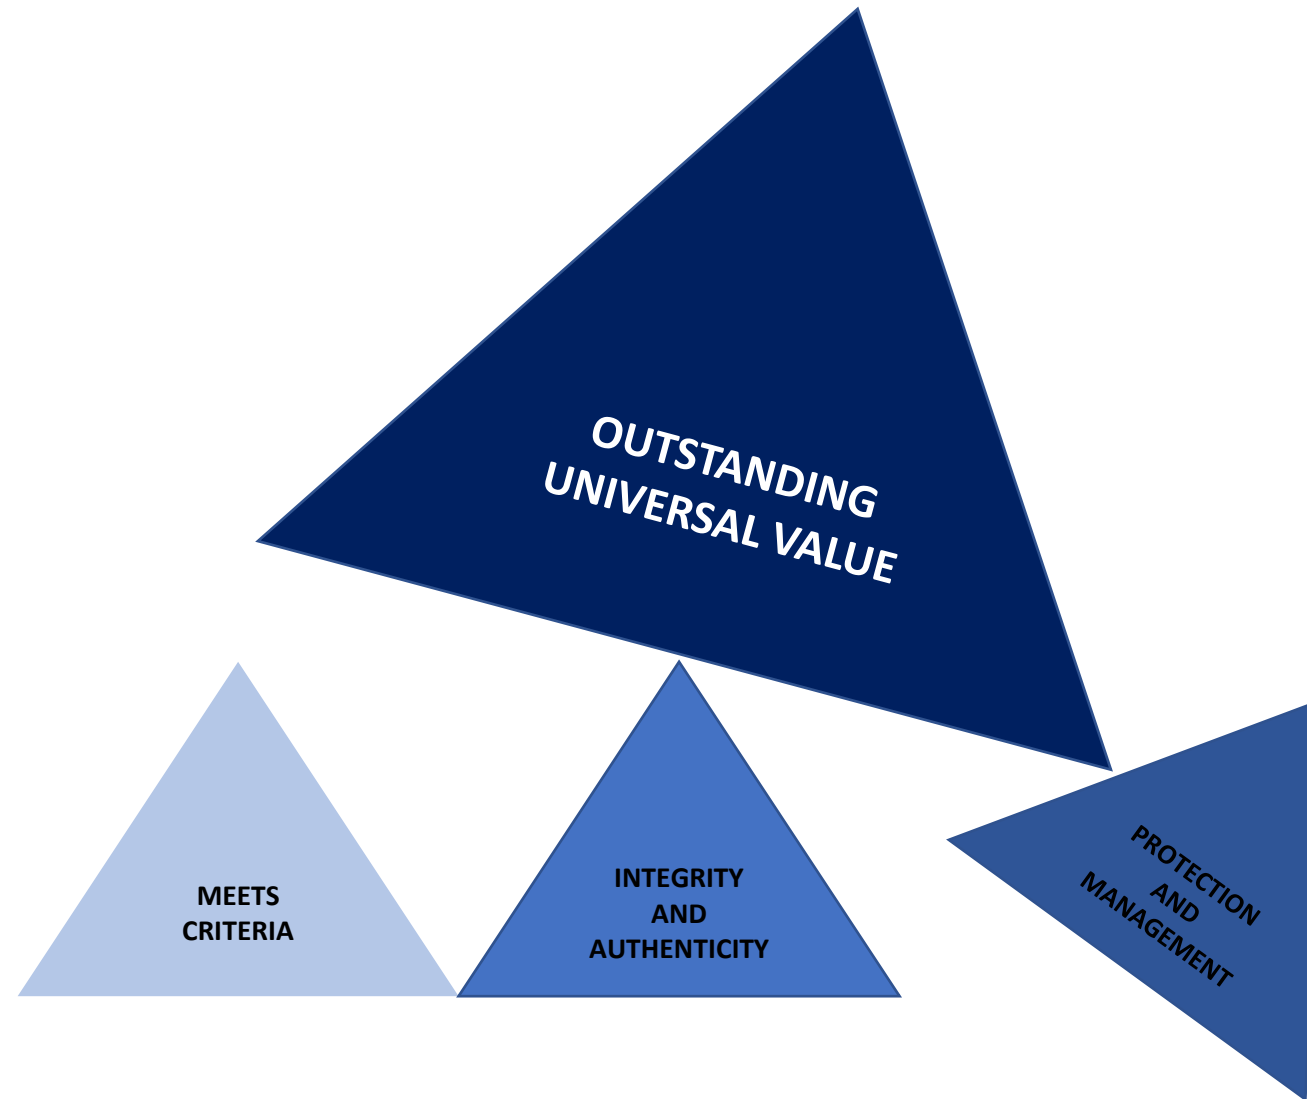 OUTSTANDING
UNIVERSAL VALUE
MEETS
CRITERIA
INTEGRITY
AND
AUTHENTICITY
PROTECTION
AND
MANAGEMENT